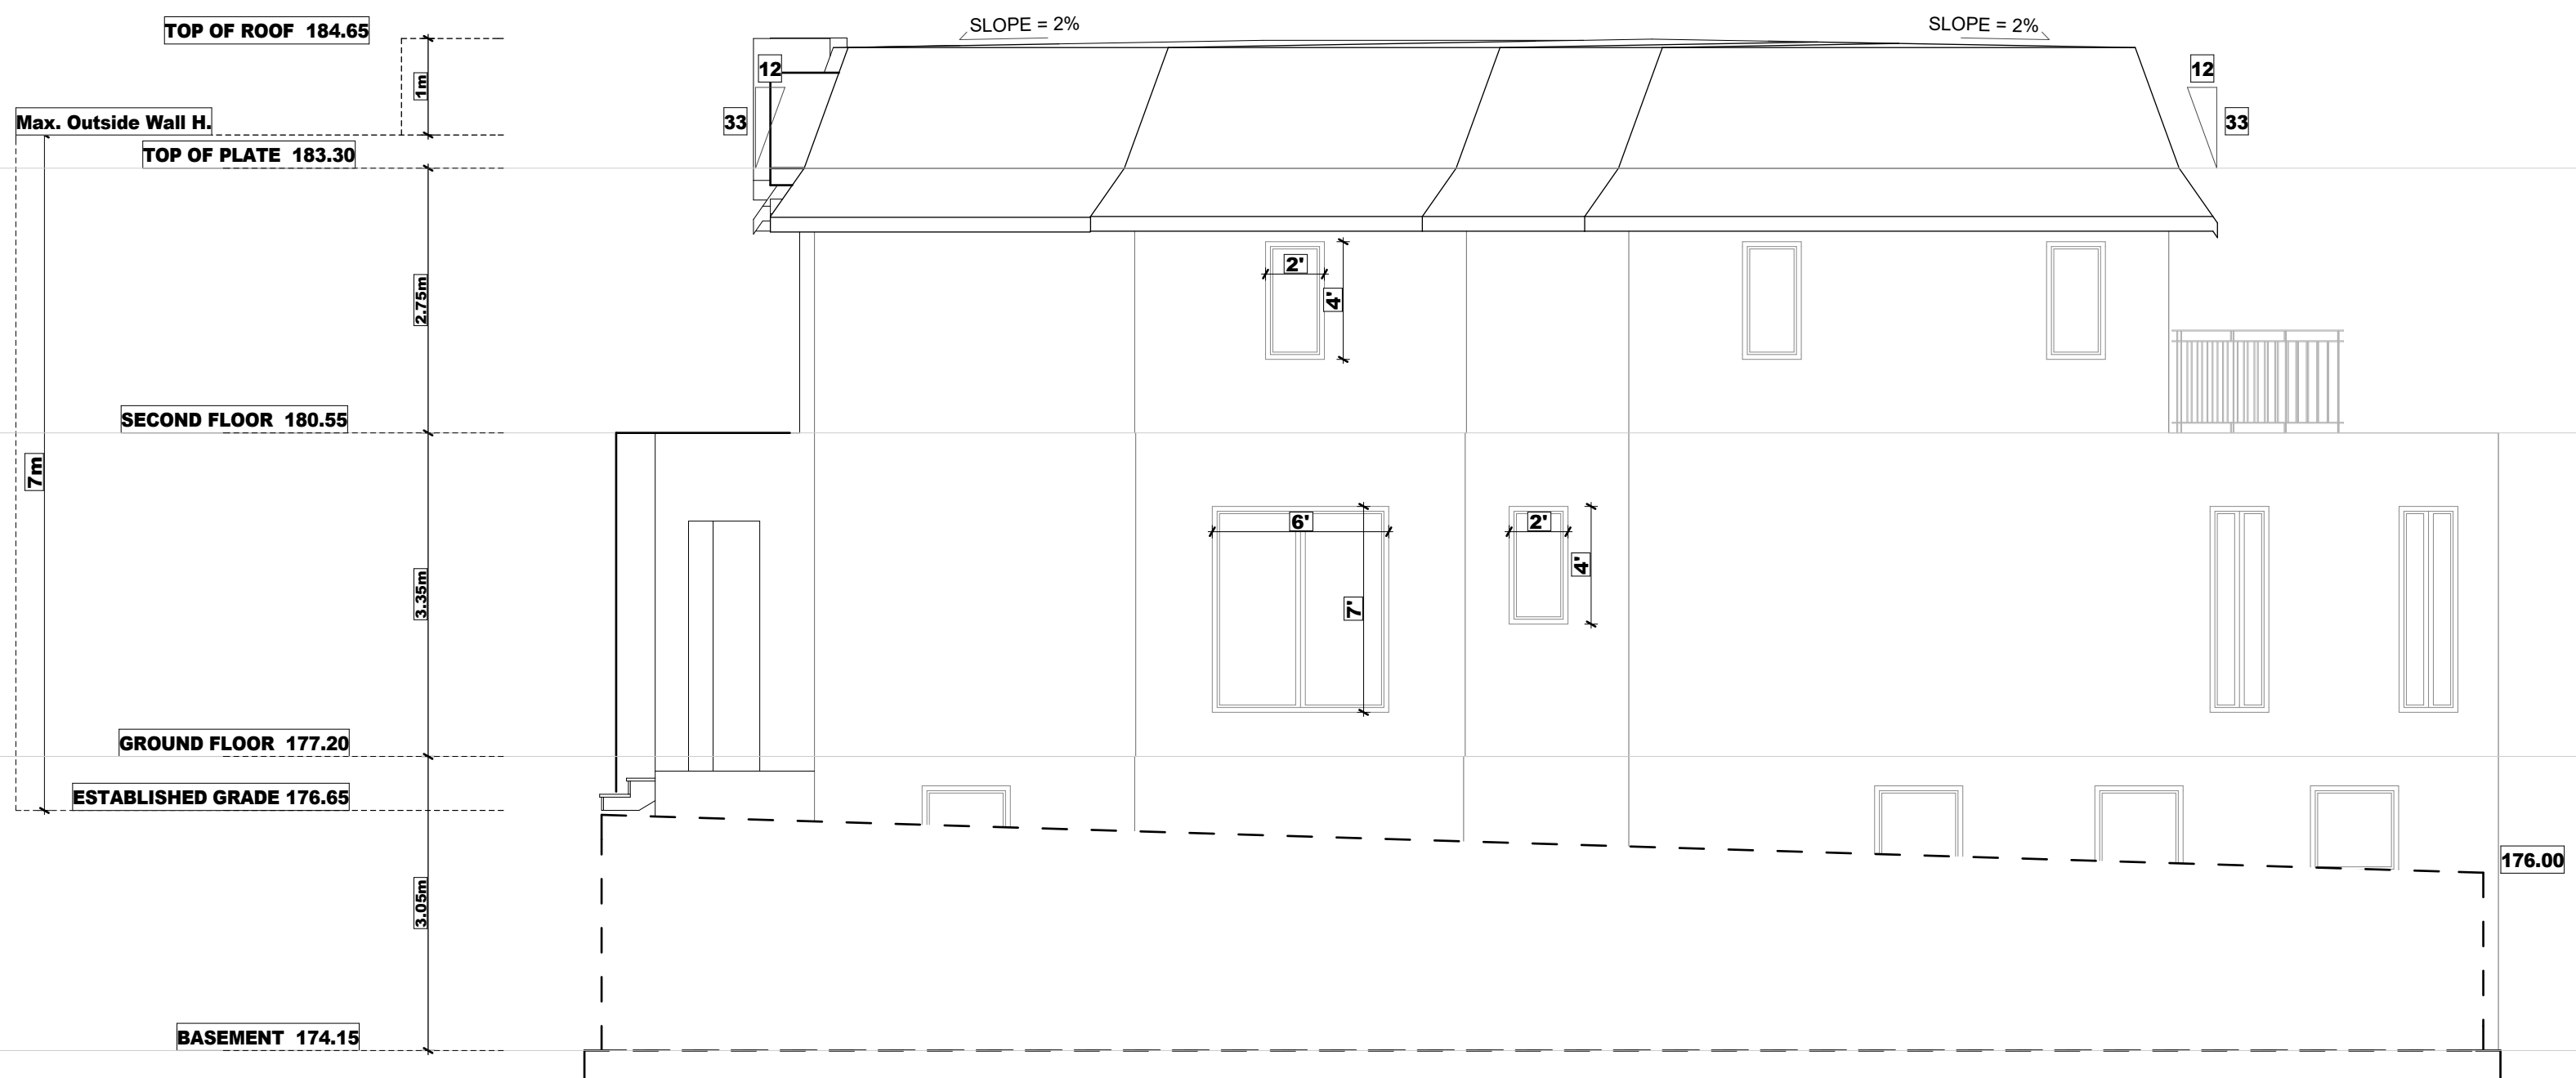 TOP OF ROOF 184.65
SLOPE = 2%
SLOPE = 2%
12
12
1m
33
33
Max. Outside Wall H.
TOP OF PLATE 183.30
2'
4'
2.75m
SECOND FLOOR 180.55
7m
6'
2'
4'
7'
3.35m
GROUND FLOOR 177.20
ESTABLISHED GRADE 176.65
176.00
3.05m
BASEMENT 174.15